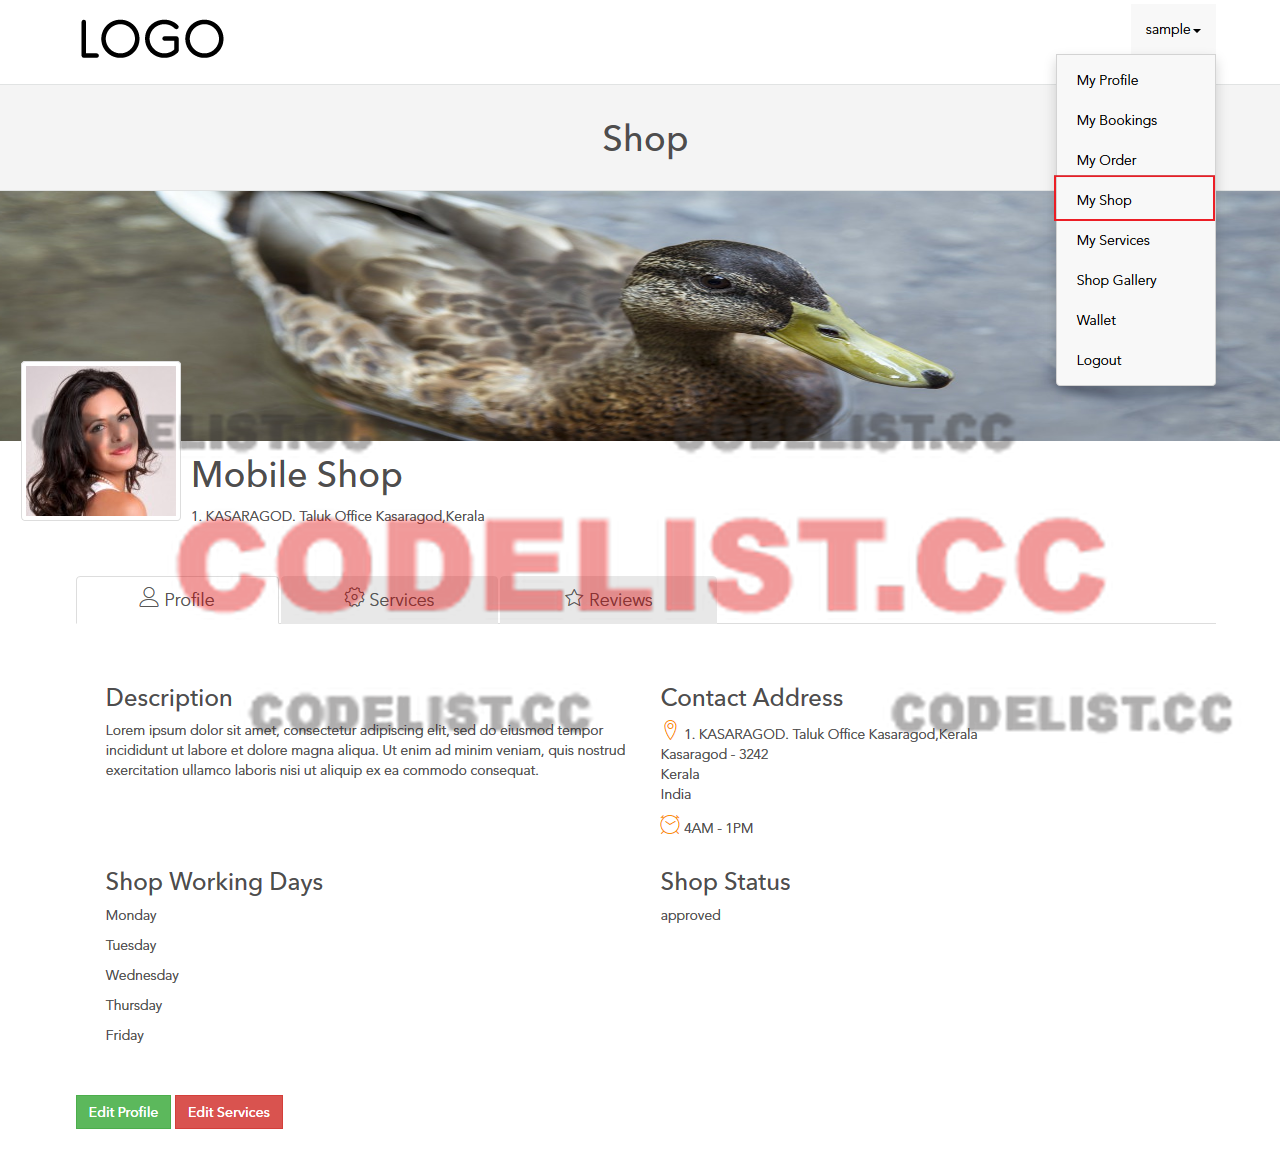 LOGO
sample
My Profile
My Bookings
My Order
My Shop
My Services
Shop Gallery
Wallet
Logout
Shop
CODELIST.CC
CODELIST.CC
Mobile Shop
1. KASARAGOD. Taluk Office Kasaragod,Kerala
CODELIST.CC
Profile
Services
Reviews
Description
Lorem ipsum dolor sit amet, consectetur adipiscing elit, sed do eiusmod tempor
incididunt ut labore et dolore magna aliqua. Ut enim ad minim veniam, quis nostrud
exercitation ullamco laboris nisi ut aliquip ex ea commodo consequat.
CODELIST.CC
Contact Address
1. KASARAGOD. Taluk Office Kasaragod,Kerala
Kasaragod - 3242
Kerala
India
4AM - 1PM
CODELIST.CC
Shop Working Days
Monday
Tuesday
Wednesday
Thursday
Friday
Shop Status
approved
Edit Profile
Edit Services